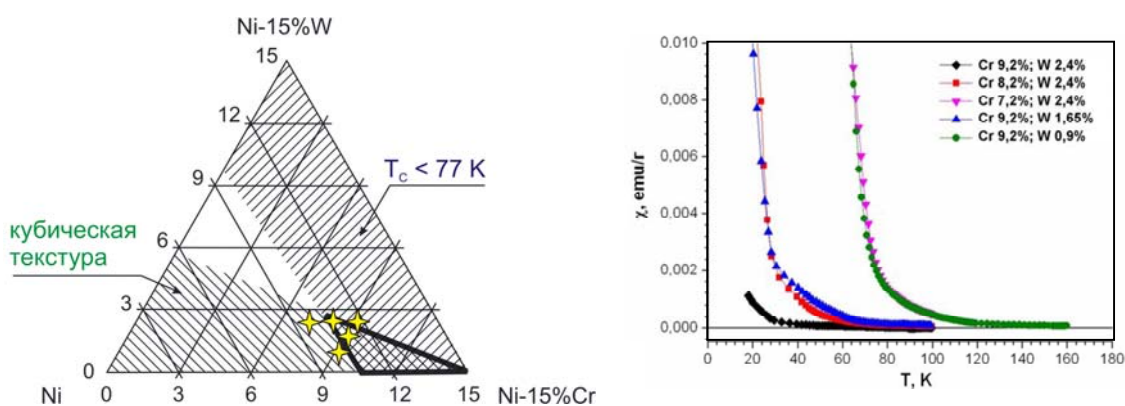 Ni-15%W
15
12
9
6
3
0
T_C < 77 K
кубическая
текстура
0 3 6 9 12 15
Ni
Ni-15%Cr
χ, emu/г
0,010
0,008
0,006
0,004
0,002
0,000
Cr 9,2%; W 2,4%
Cr 8,2%; W 2,4%
Cr 7,2%; W 2,4%
Cr 9,2%; W 1,65%
Cr 9,2%; W 0,9%
0 20 40 60 80 100 120 140 160 180
T, K